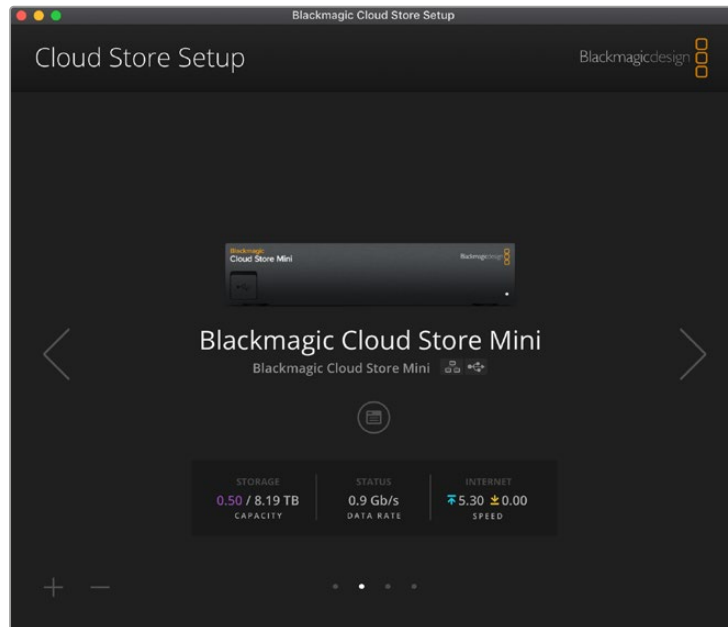 Blackmagic Cloud Store Setup
Cloud Store Setup
Blackmagicdesign
Blackmagic
Cloud Store Mini
Blackmagicdesign
Blackmagic Cloud Store Mini
Blackmagic Cloud Store Mini
STORAGE STATUS INTERNET
0.50 / 8.19 TB 0.9 Gb/s 5.30 0.00
CAPACITY DATA RATE SPEED